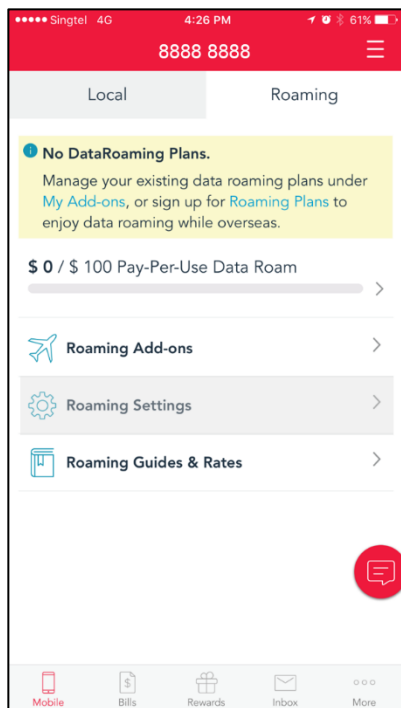 Singtel 4G 4:26 PM 61%
8888 8888
Local Roaming
No DataRoaming Plans.
Manage your existing data roaming plans under
My Add-ons, or sign up for Roaming Plans to
enjoy data roaming while overseas.
$ 0 / $ 100 Pay-Per-Use Data Roam
Roaming Add-ons
Roaming Settings
Roaming Guides & Rates
Mobile Bills Rewards Inbox More